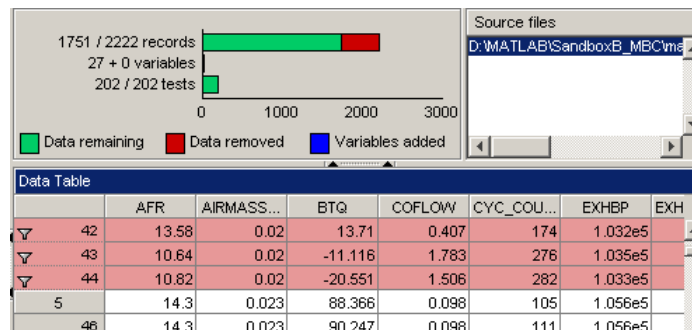 Source files
1751 / 2222 records
D:\MATLAB\SandboxB_MBC\ma
27 + 0 variables
202 / 202 tests
0 1000 2000 3000
Data remaining Data removed Variables added
Data Table
AFR AIRMASS... BTQ COFLOW CYC_COU... EXHBP EXH
42 13.58 0.02 13.71 0.407 174 1.032e5
43 10.64 0.02 -11.116 1.783 276 1.035e5
44 10.82 0.02 -20.551 1.506 282 1.033e5
5 14.3 0.023 88.366 0.098 105 1.056e5
46 14.3 0.023 90.247 0.098 111 1.056e5